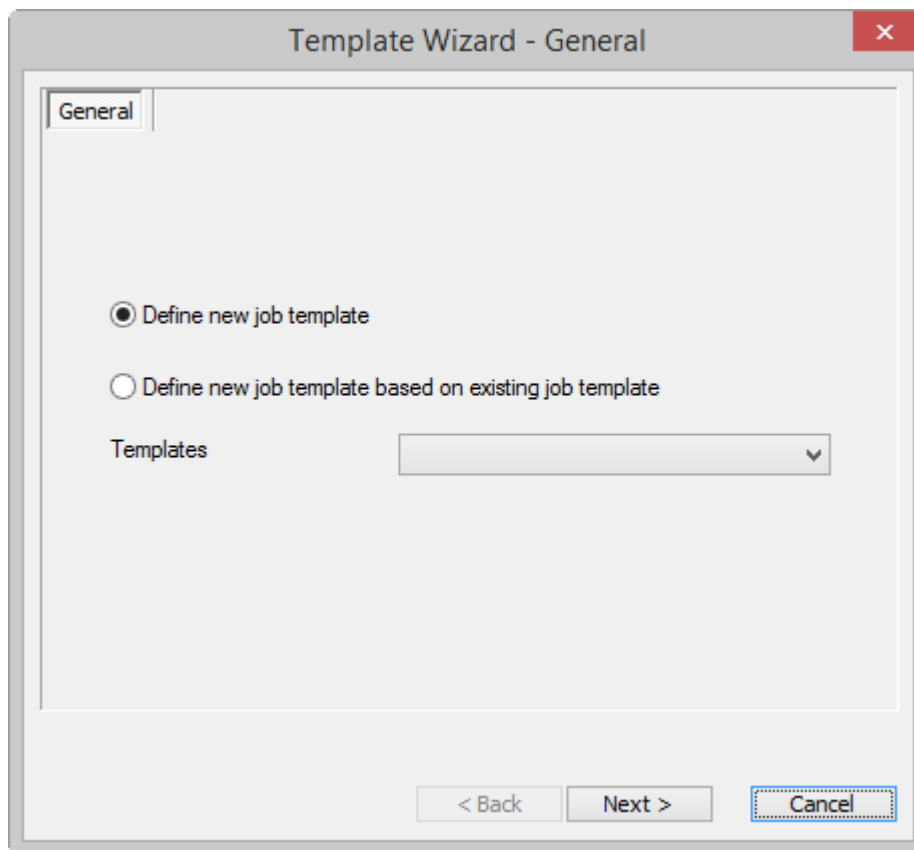 Template Wizard - General
General
Define new job template
Define new job template based on existing job template
Templates
< Back
Next >
Cancel